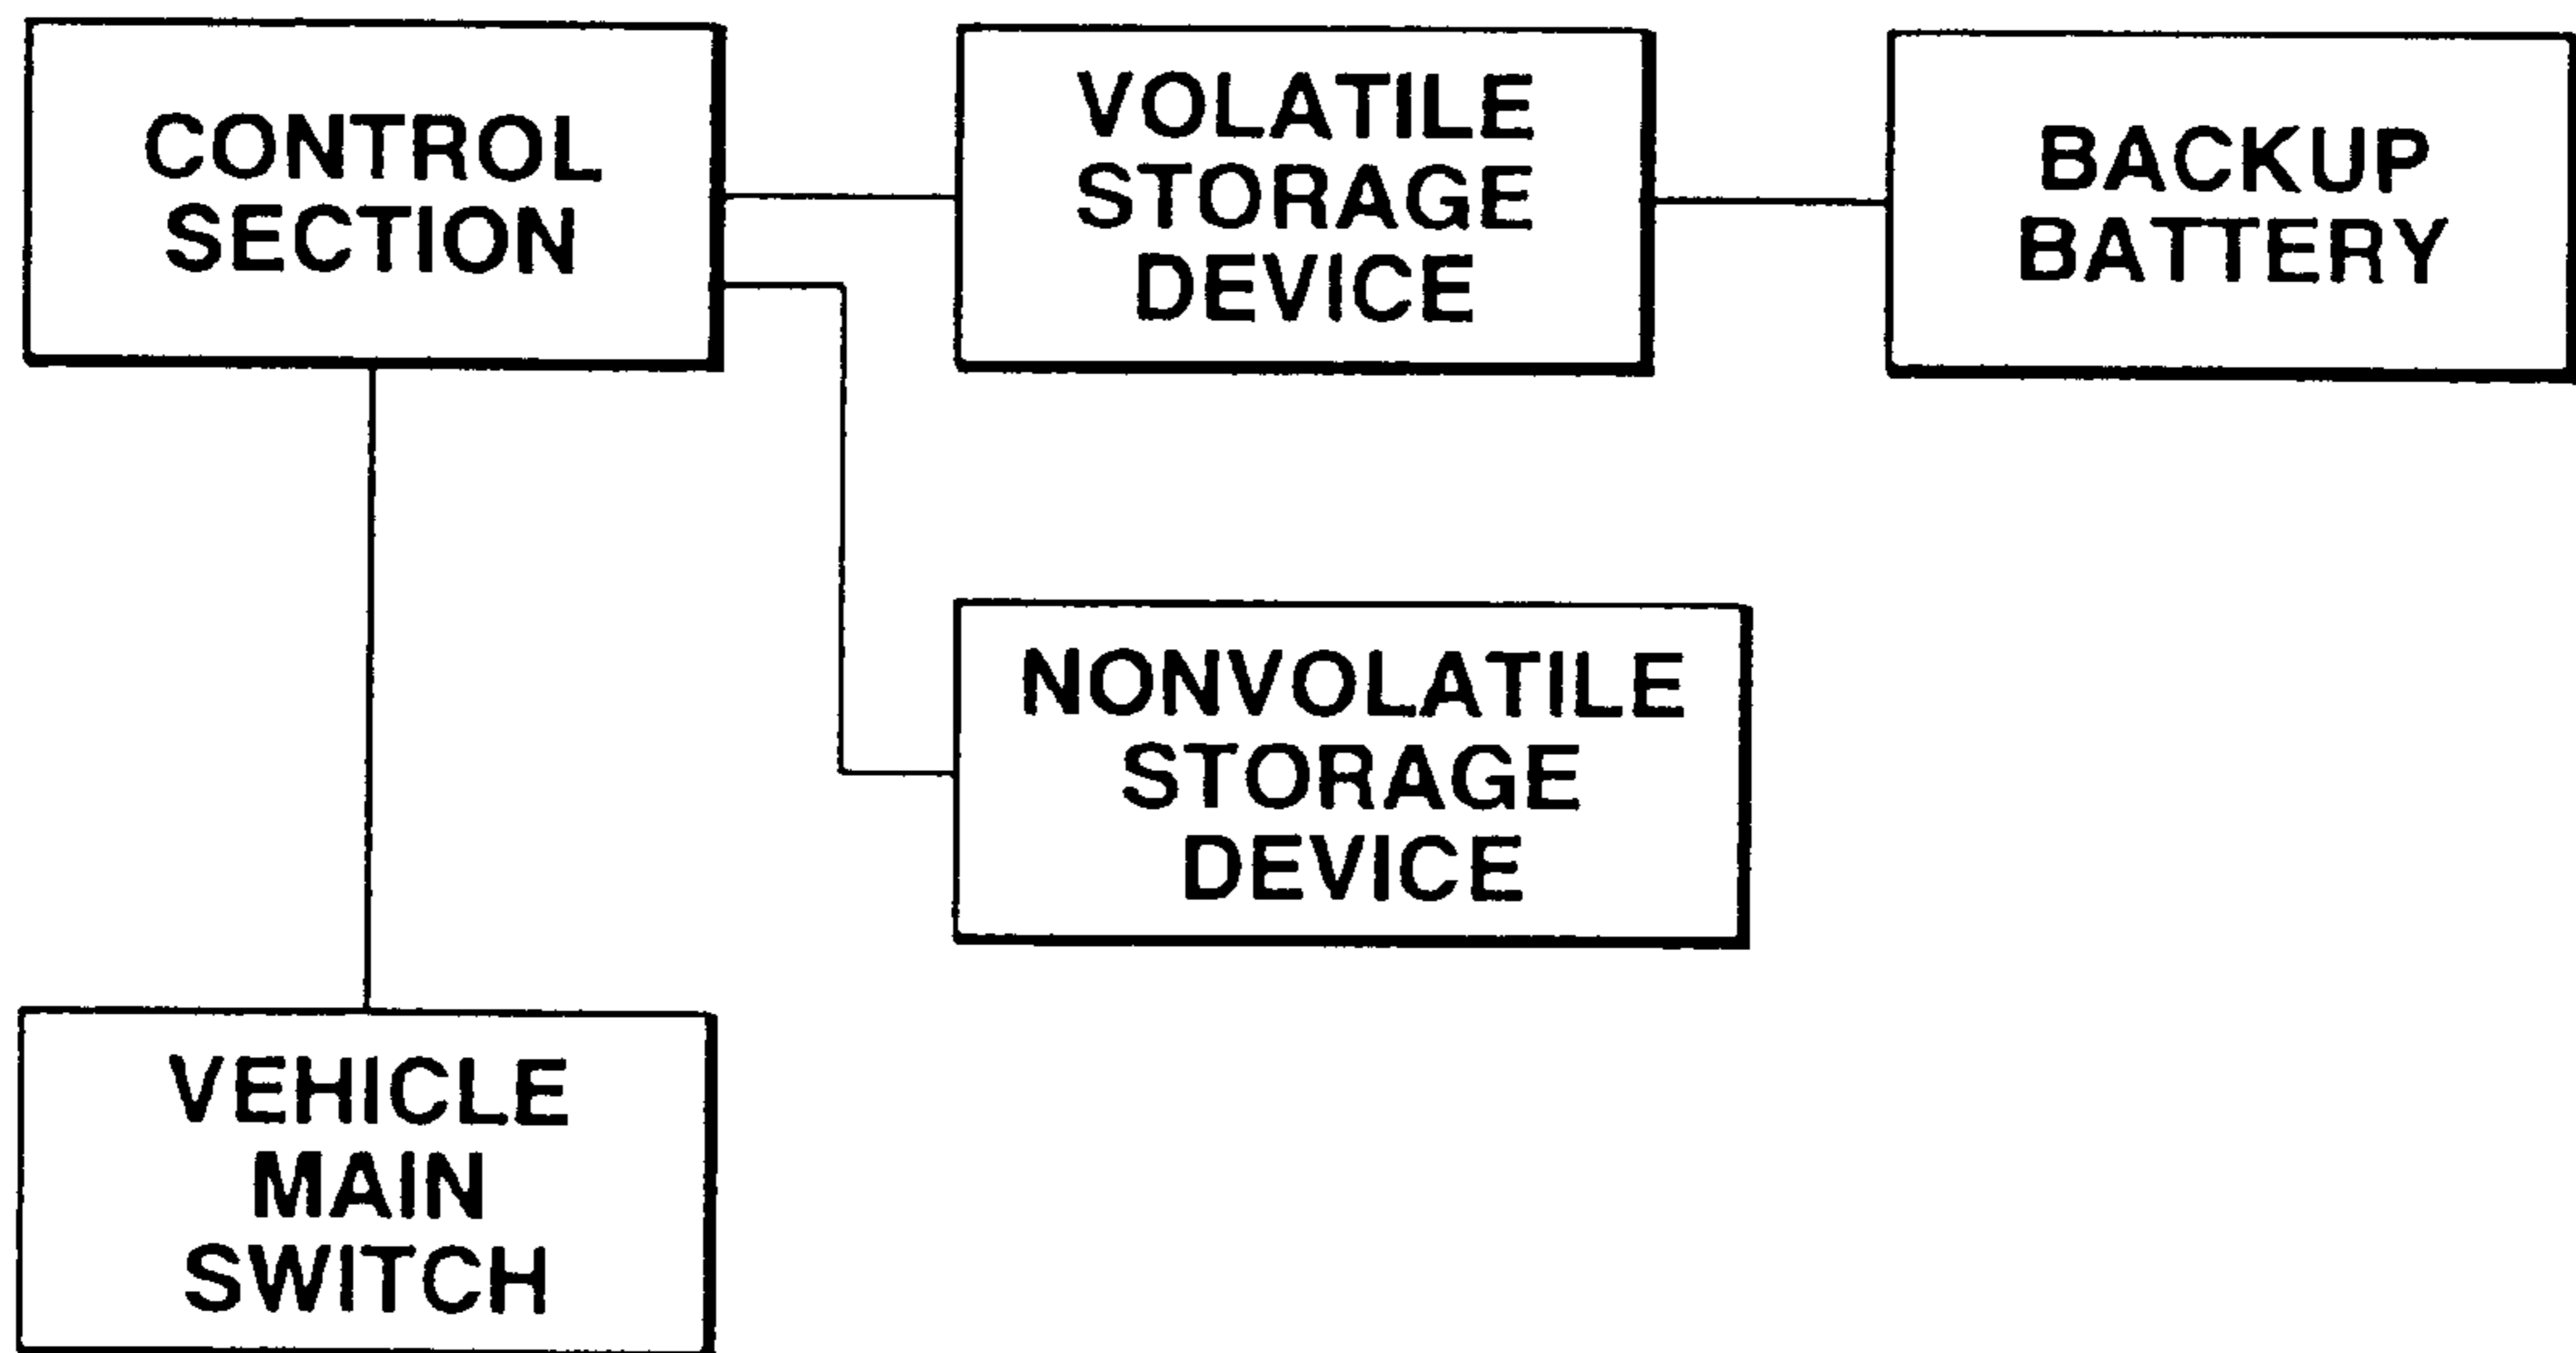 CONTROL
SECTION
VOLATILE
STORAGE
DEVICE
BACKUP
BATTERY
NONVOLATILE
STORAGE
DEVICE
VEHICLE
MAIN
SWITCH